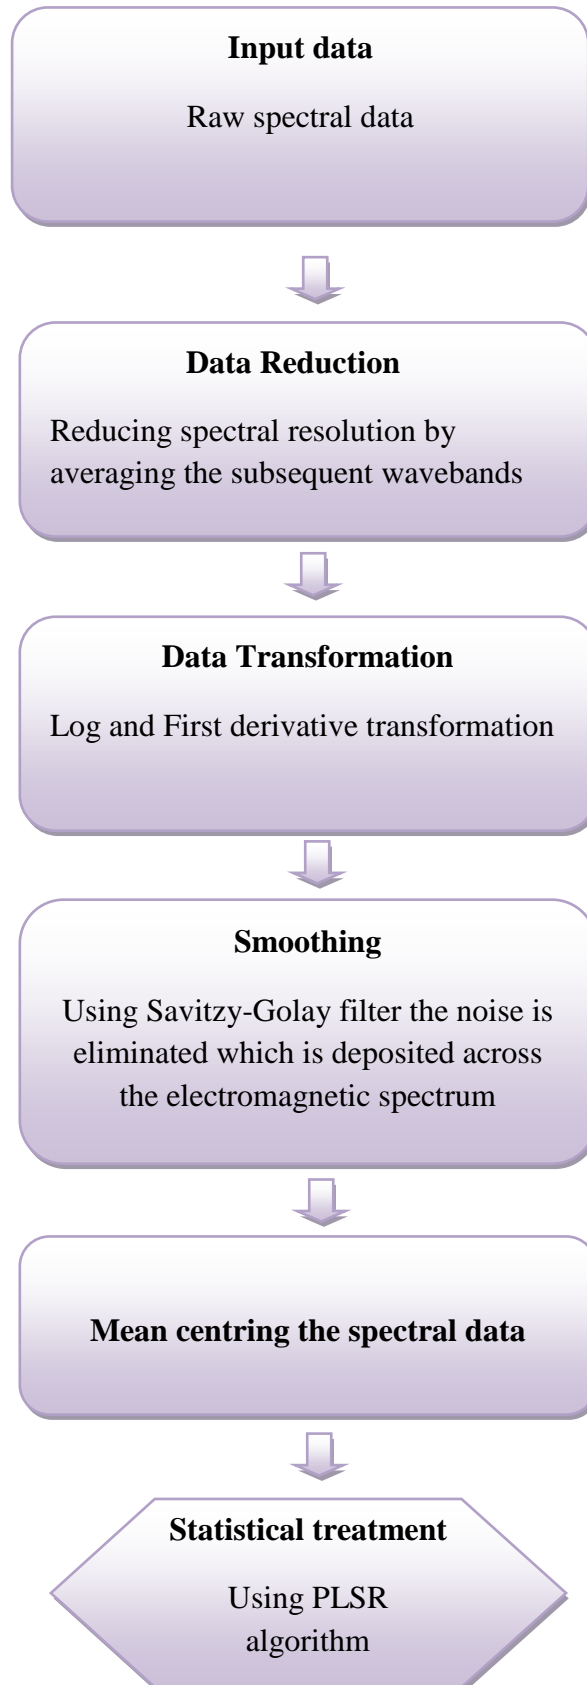 Input data
Raw spectral data
Data Reduction
Reducing spectral resolution by
averaging the subsequent wavebands
Data Transformation
Log and First derivative transformation
Smoothing
Using Savitzy-Golay filter the noise is
eliminated which is deposited across
the electromagnetic spectrum
Mean centring the spectral data
Statistical treatment
Using PLSR
algorithm